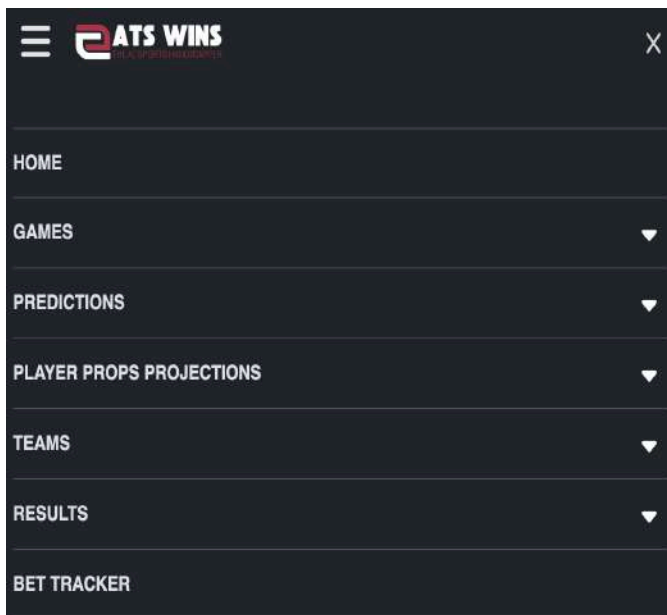 ATS WINS
X
HOME
GAMES
PREDICTIONS
PLAYER PROPS PROJECTIONS
TEAMS
RESULTS
BET TRACKER